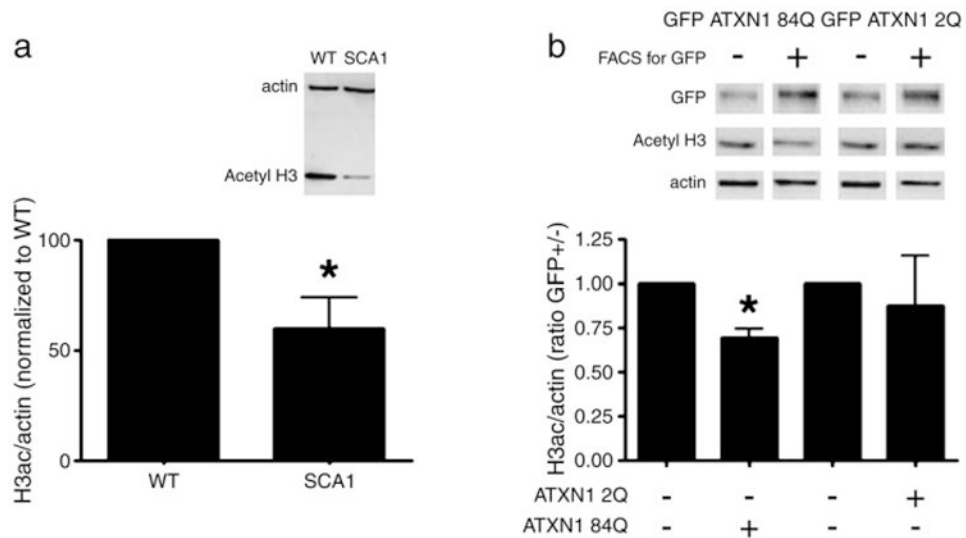 a
WT SCA1
actin
Acetyl H3
H3ac/actin (normalized to WT)
100
50
0
*
WT SCA1
b
GFP ATXN1 84Q GFP ATXN1 2Q
FACS for GFP - + - +
GFP
Acetyl H3
actin
H3ac/actin (ratio GFP+/-)
1.25
1.00
0.75
0.50
0.25
0.00
*
ATXN1 2Q - - - +
ATXN1 84Q - + - -